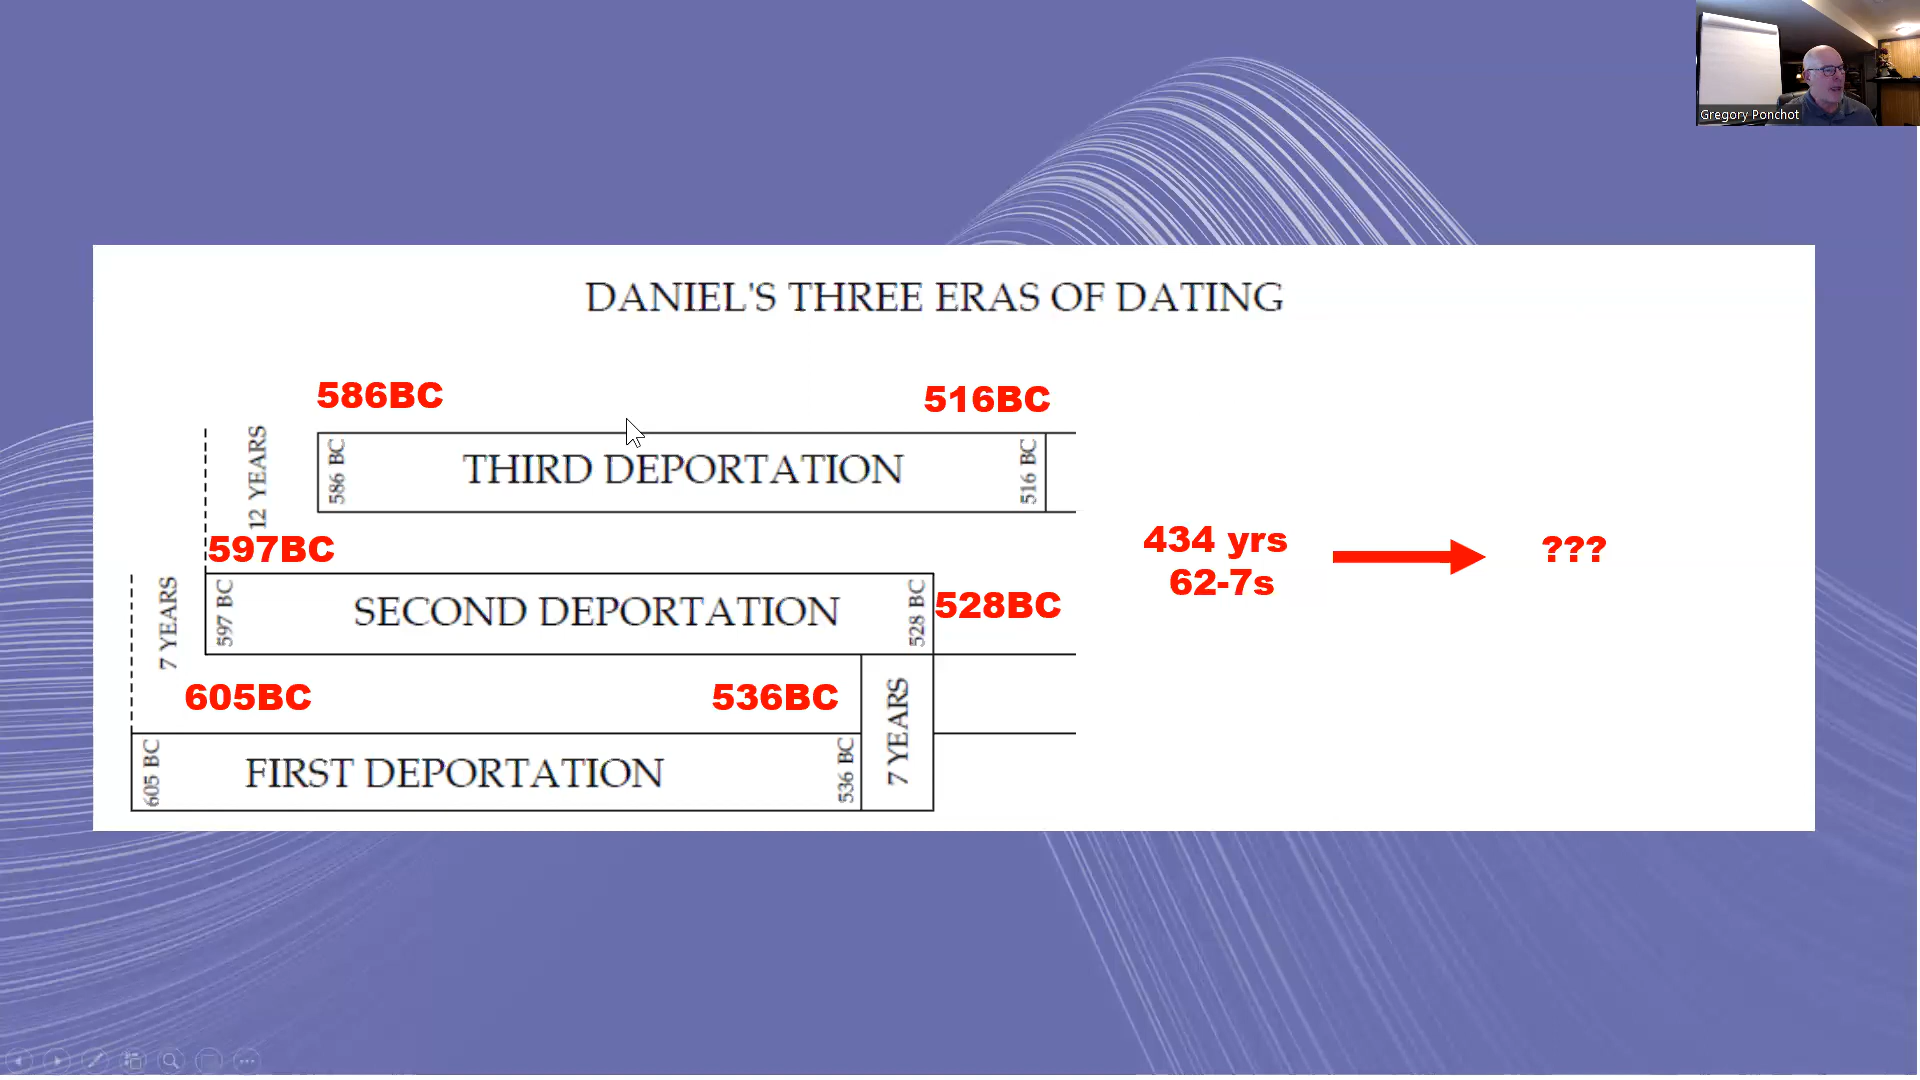 Gregory Ponchot
DANIEL'S THREE ERAS OF DATING
586BC
516BC
12 YEARS
586 BC
THIRD DEPORTATION
516 BC
597BC
434 yrs
62-7s
???
7 YEARS
597 BC
SECOND DEPORTATION
528 BC
528BC
605BC
536BC
7 YEARS
605 BC
FIRST DEPORTATION
536 BC